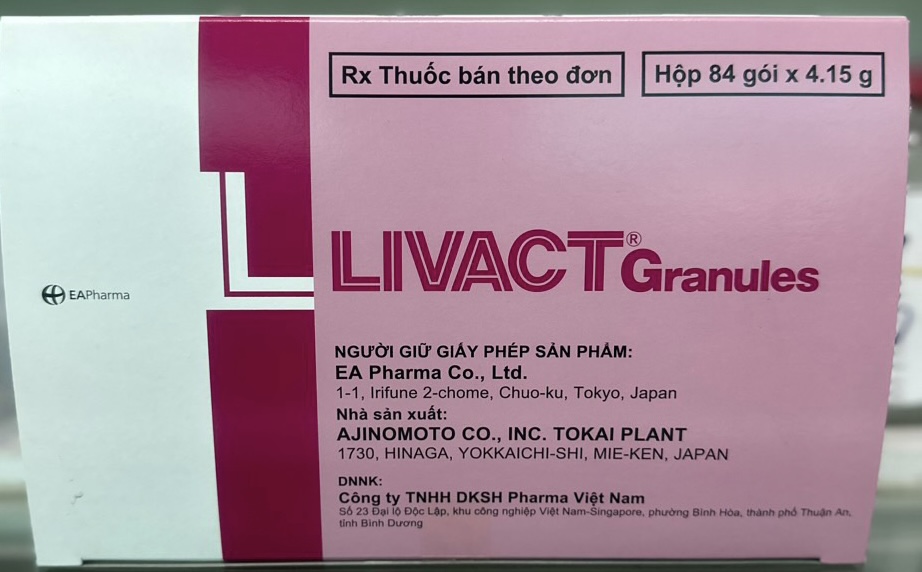 Rx Thuốc bán theo đơn
Hộp 84 gói x 4.15 g
LIVACT® Granules
EAPharma
NGƯỜI GIỮ GIẤY PHÉP SẢN PHẨM:
EA Pharma Co., Ltd.
1-1, Irifune 2-chome, Chuo-ku, Tokyo, Japan
Nhà sản xuất:
AJINOMOTO CO., INC. TOKAI PLANT
1730, HINAGA, YOKKAICHI-SHI, MIE-KEN, JAPAN
DNNK:
Công ty TNHH DKSH Pharma Việt Nam
Số 23 Đại lộ Độc Lập, khu công nghiệp Việt Nam-Singapore, phường Bình Hòa, thành phố Thuận An,
tỉnh Bình Dương